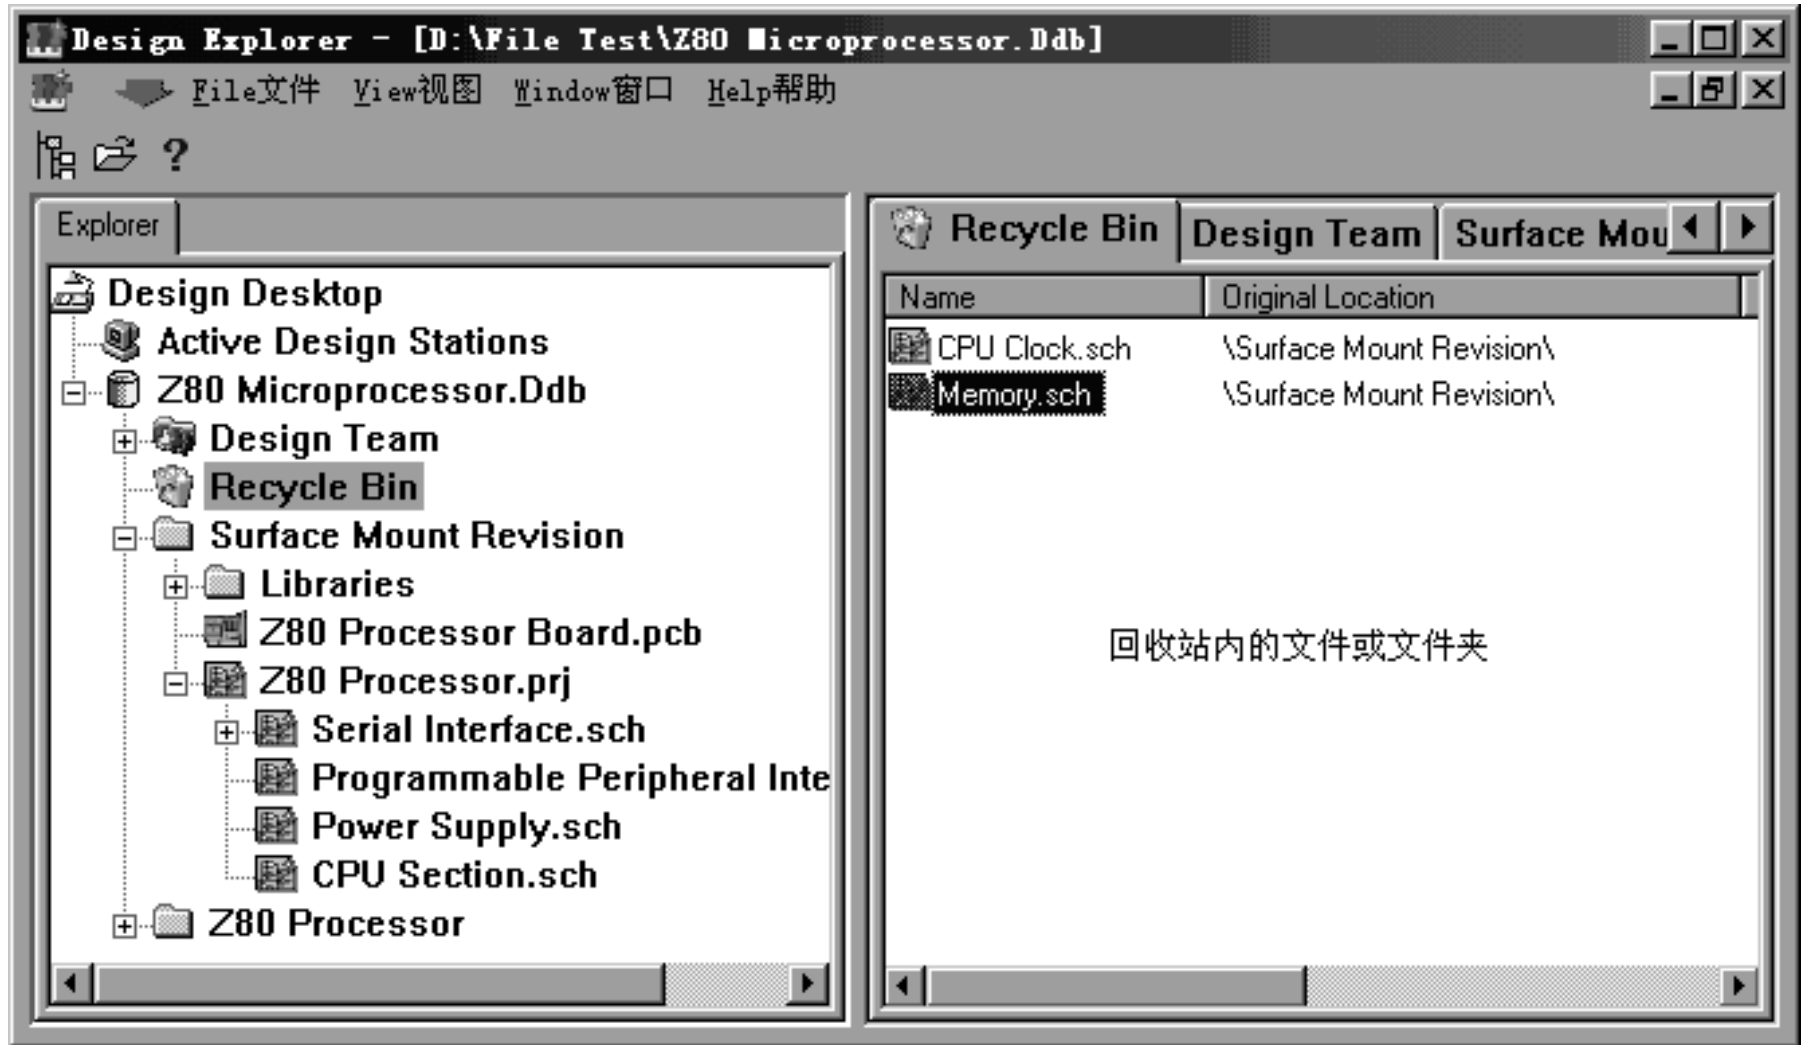 Design Explorer - [D:\File Test\Z80 Microprocessor.Ddb]
File文件 View视图 Window窗口 Help帮助
?
Explorer
Design Desktop
Active Design Stations
Z80 Microprocessor.Ddb
Design Team
Recycle Bin
Surface Mount Revision
Libraries
Z80 Processor Board.pcb
Z80 Processor.prj
Serial Interface.sch
Programmable Peripheral Inte
Power Supply.sch
CPU Section.sch
Z80 Processor
Recycle Bin Design Team Surface Mou
Name Original Location
CPU Clock.sch \Surface Mount Revision\
Memory.sch \Surface Mount Revision\
回收站内的文件或文件夹